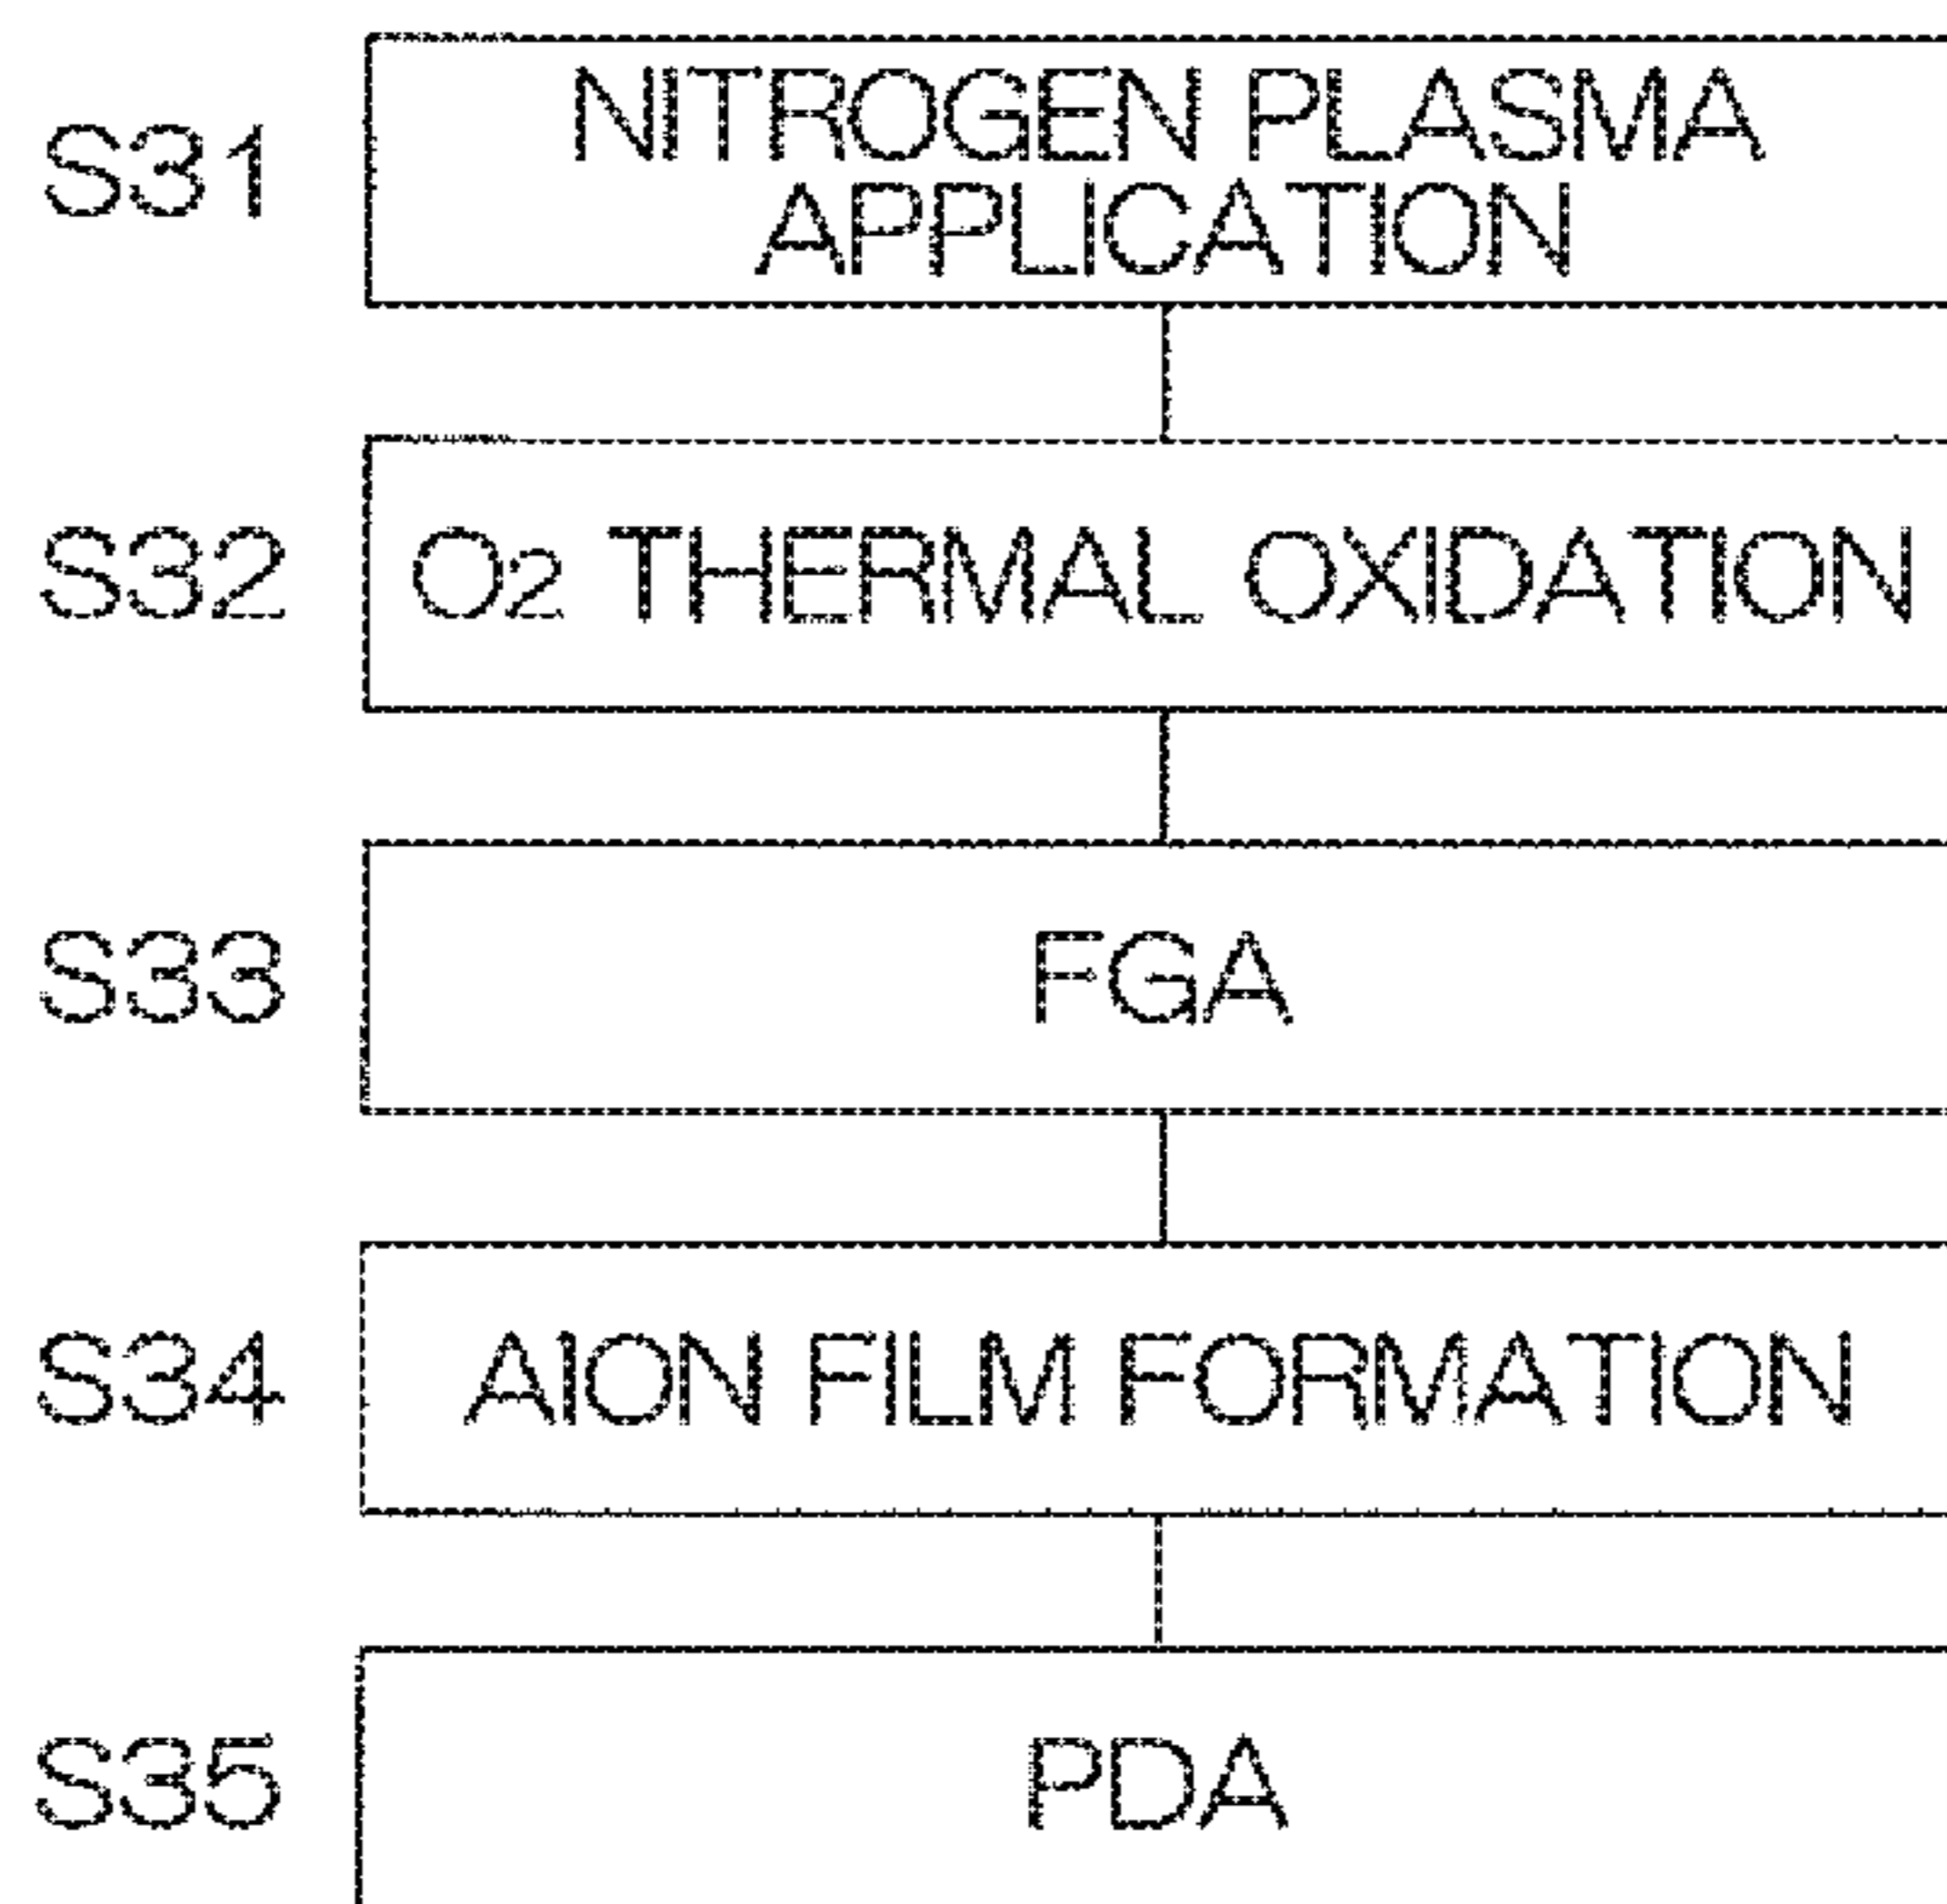 S31
NITROGEN PLASMA
APPLICATION
S32
O2 THERMAL OXIDATION
S33
FGA
S34
AlON FILM FORMATION
S35
PDA